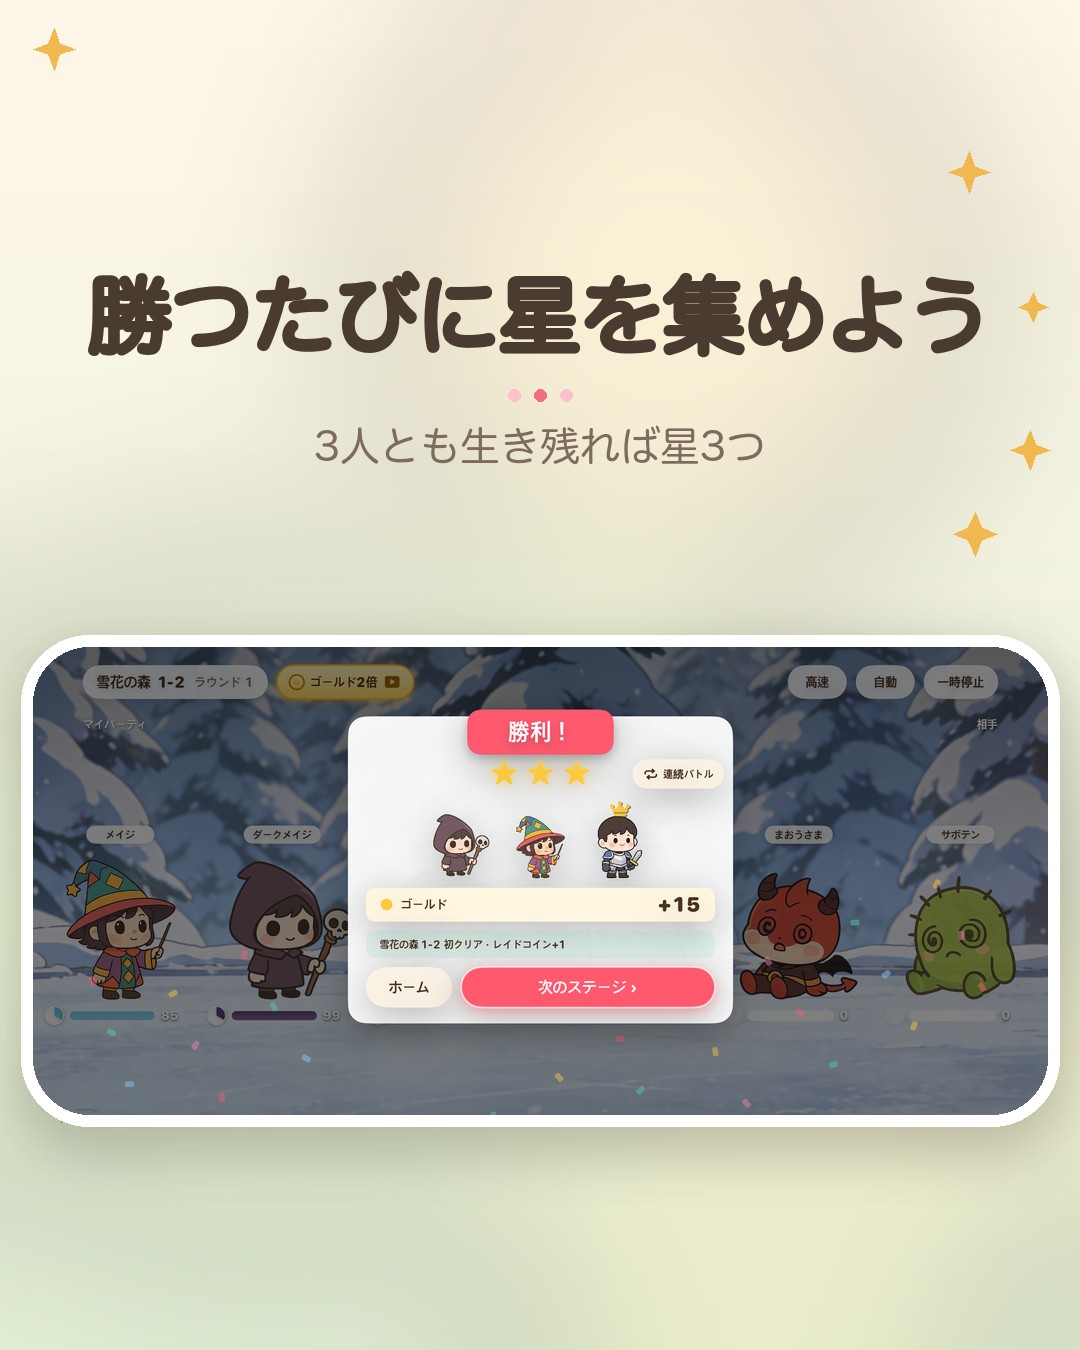 勝つたびに星を集めよう
3人とも生き残れば星3つ
雪花の森 1-2 ラウンド 1
ゴールド2倍
高速
自動
一時停止
マイパーティ
相手
勝利！
連続バトル
メイジ
ダークメイジ
まおうさま
サボテン
ゴールド
+15
雪花の森 1-2 初クリア・レイドコイン+1
ホーム
次のステージ ›
85
99
0
0